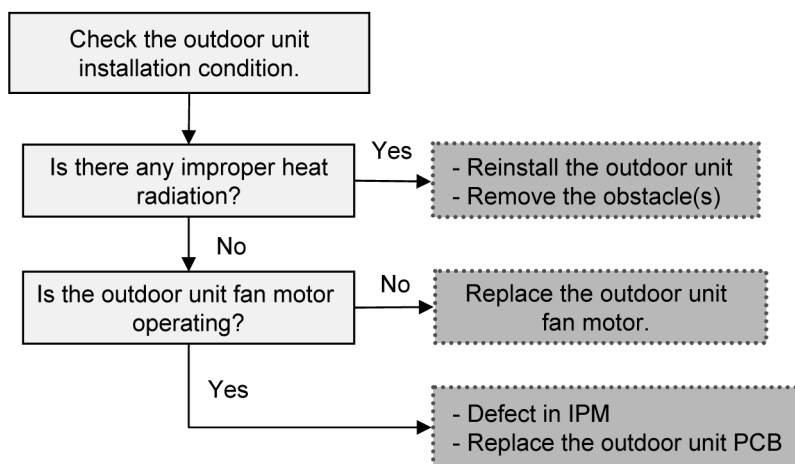 Check the outdoor unit
installation condition.
Is there any improper heat
radiation?
Yes
- Reinstall the outdoor unit
- Remove the obstacle(s)
No
Is the outdoor unit fan motor
operating?
No
Replace the outdoor unit
fan motor.
Yes
- Defect in IPM
- Replace the outdoor unit PCB